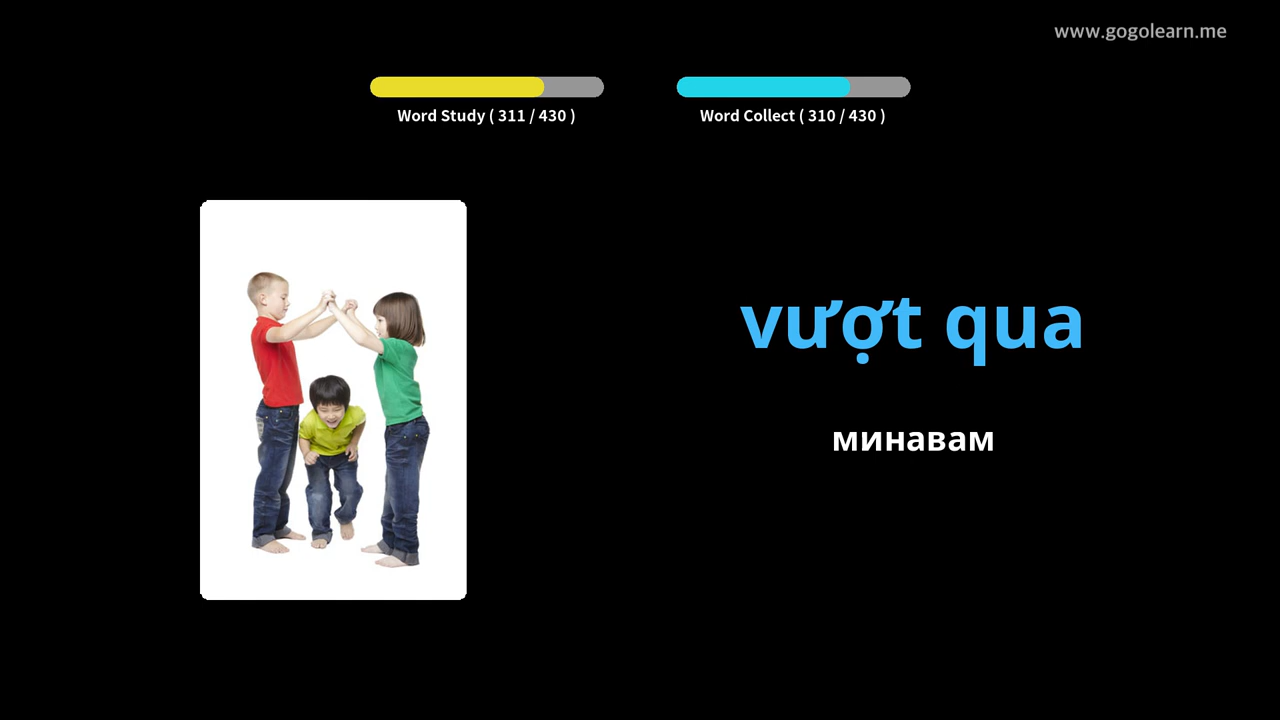 www.gogolearn.me
Word Study ( 311 / 430 )
Word Collect ( 310 / 430 )
vượt qua
минавам